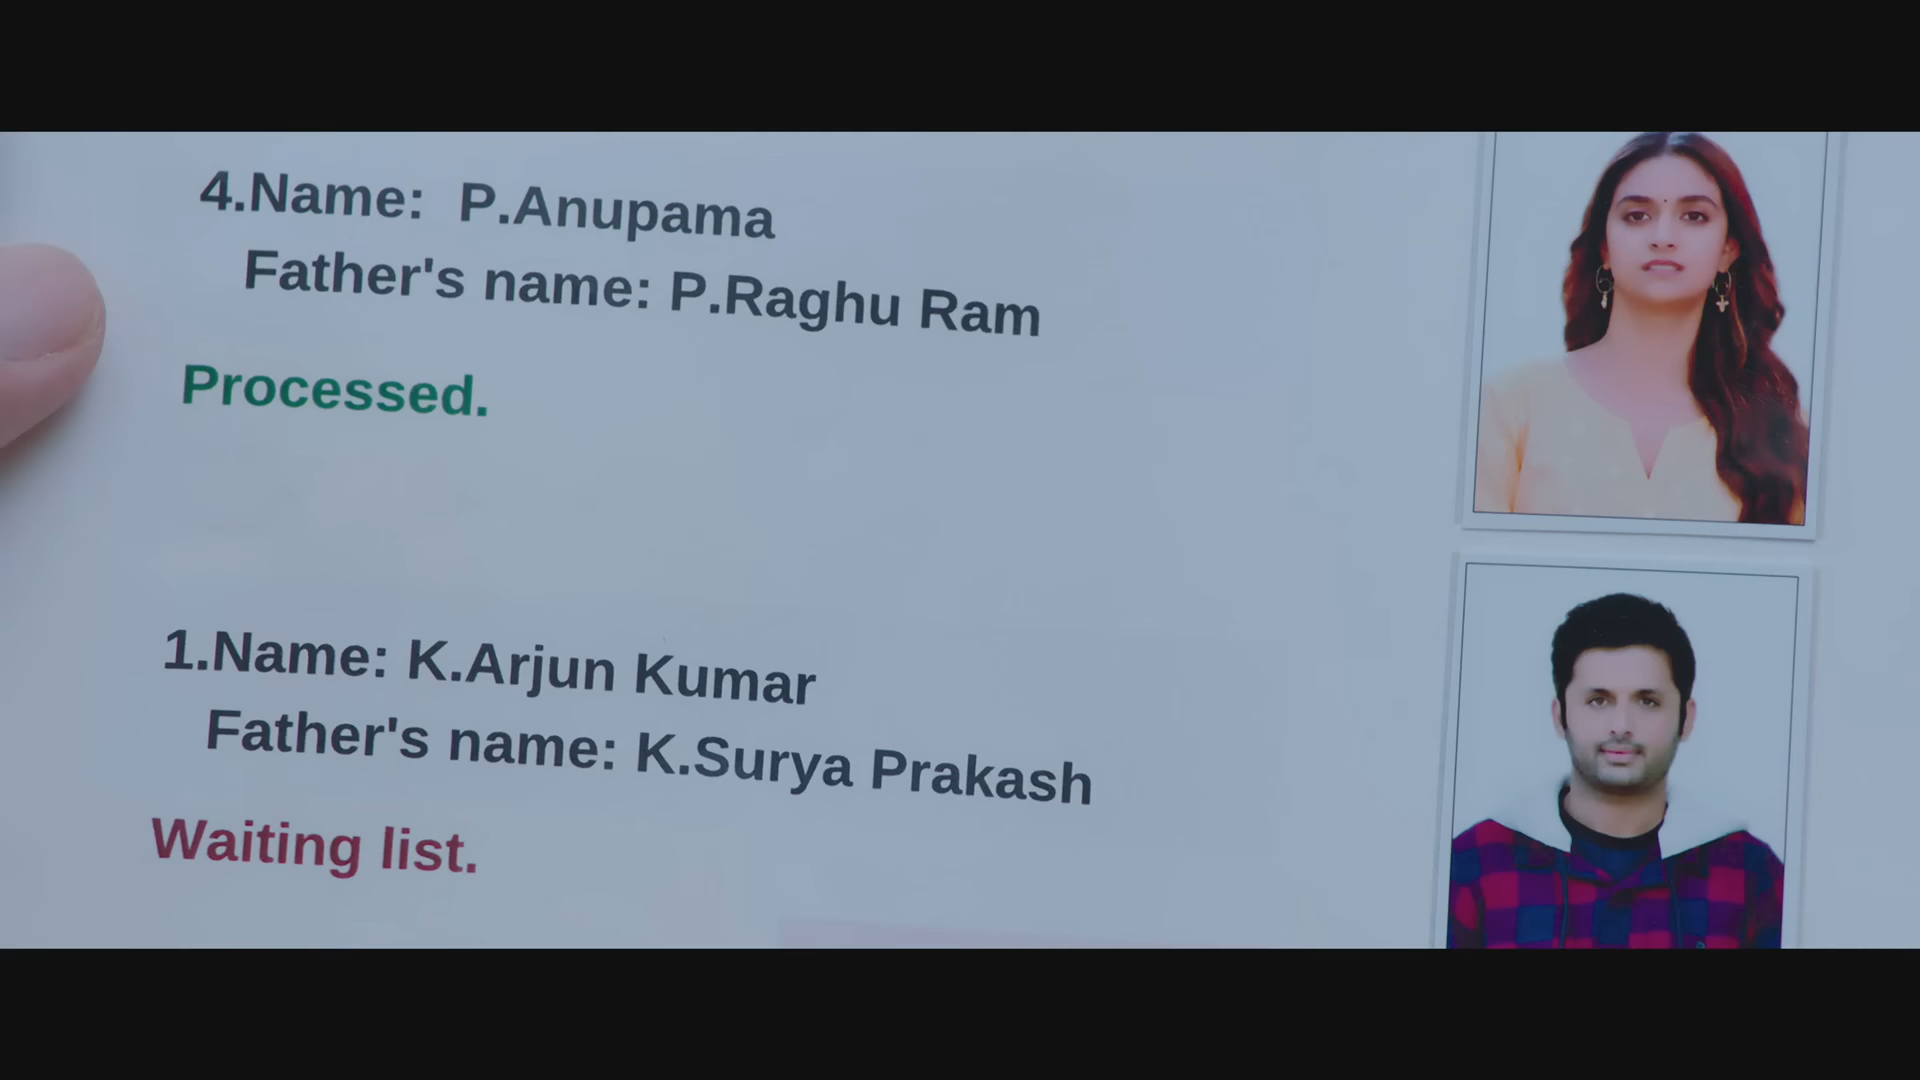 4.Name: P.Anupama
Father's name: P.Raghu Ram
Processed.
1.Name: K.Arjun Kumar
Father's name: K.Surya Prakash
Waiting list.